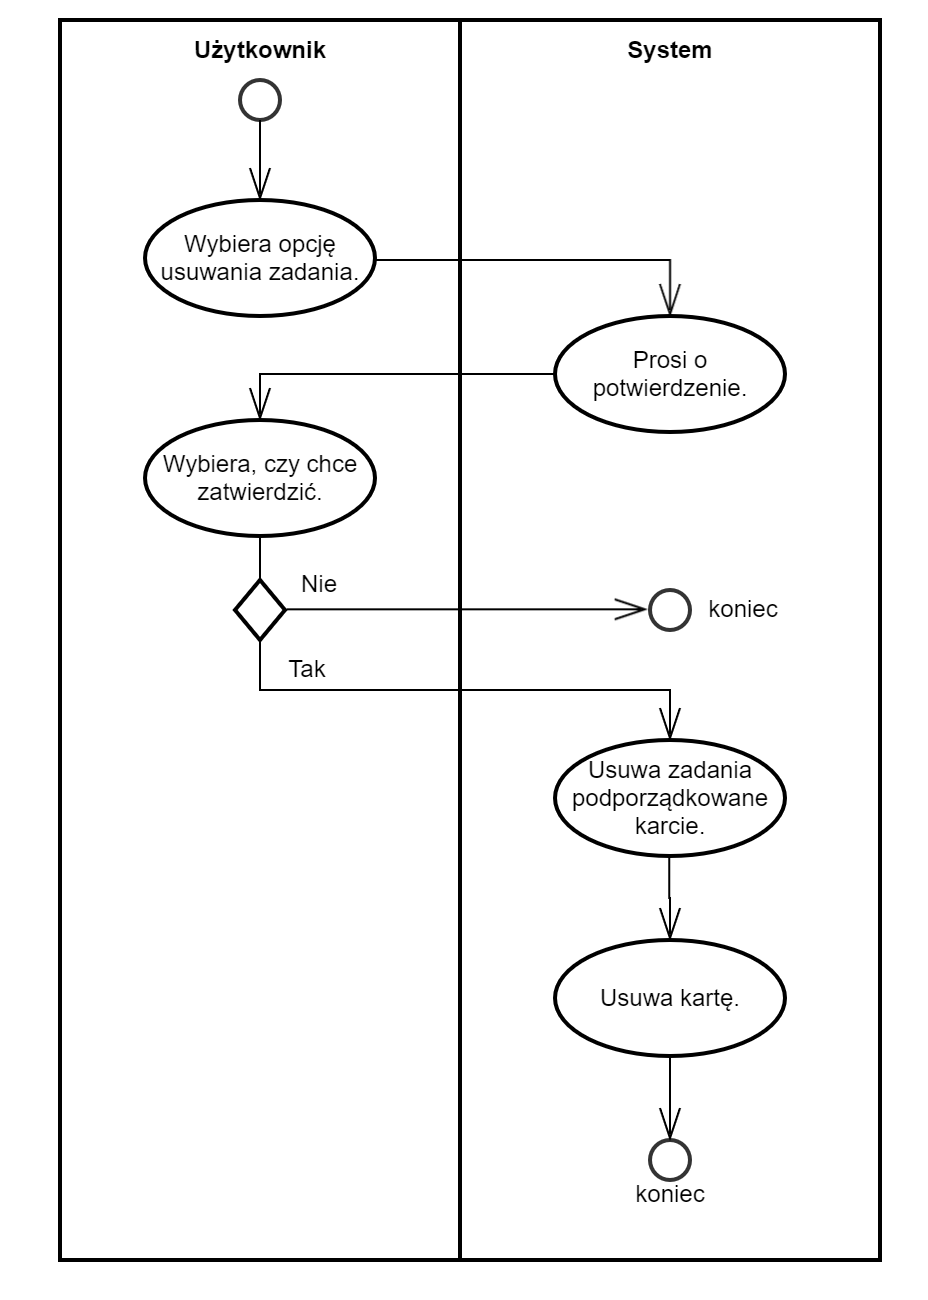 Użytkownik
System
Wybiera opcję
usuwania zadania.
Prosi o
potwierdzenie.
Wybiera, czy chce
zatwierdzić.
Nie
koniec
Tak
Usuwa zadania
podporządkowane
karcie.
Usuwa kartę.
koniec